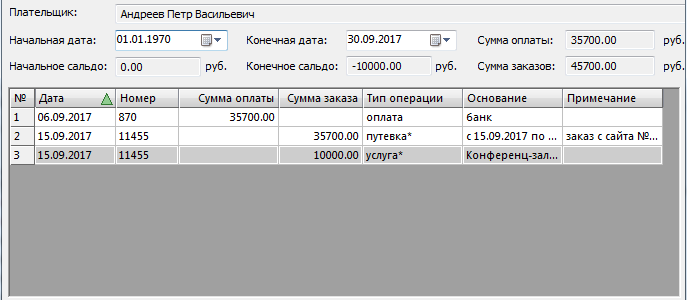 Плательщик: Андреев Петр Васильевич
Начальная дата: 01.01.1970 Конечная дата: 30.09.2017 Сумма оплаты: 35700.00 руб.
Начальное сальдо: 0.00 руб. Конечное сальдо: -10000.00 руб. Сумма заказов: 45700.00 руб.
№ Дата Номер Сумма оплаты Сумма заказа Тип операции Основание Примечание
1 06.09.2017 870 35700.00 оплата банк
2 15.09.2017 11455 35700.00 путевка* с 15.09.2017 по ... заказ с сайта №...
3 15.09.2017 11455 10000.00 услуга* Конференц-зал...